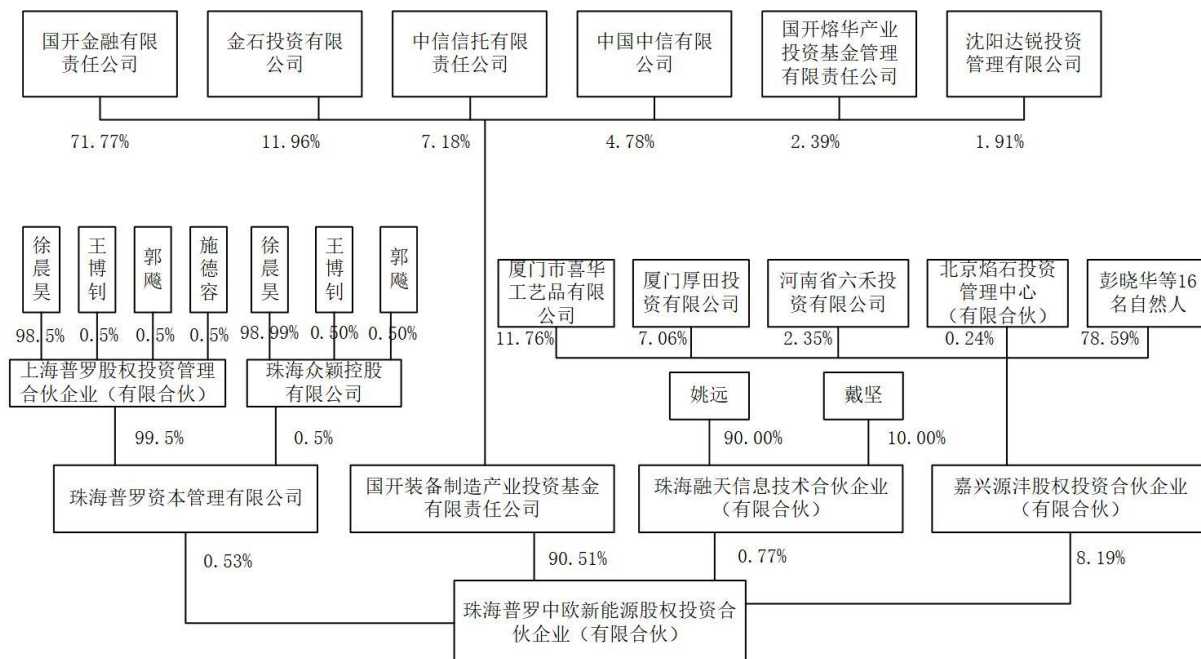 国开金融有限
责任公司
金石投资有限
公司
中信信托有限
责任公司
中国中信有限
公司
国开熔华产业
投资基金管理
有限责任公司
沈阳达锐投资
管理有限公司
71.77%
11.96%
7.18%
4.78%
2.39%
1.91%
徐晨昊
王博钊
郭飚
施德容
徐晨昊
王博钊
郭飚
厦门市喜华
工艺品有限
公司
厦门厚田投
资有限公司
河南省六禾投
资有限公司
北京焰石投资
管理中心
（有限合伙）
彭晓华等16
名自然人
98.5%
0.5%
0.5%
0.5%
98.99%
0.50%
0.50%
11.76%
7.06%
2.35%
0.24%
78.59%
上海普罗股权投资管理
合伙企业（有限合伙）
珠海众颖控股
有限公司
姚远
戴坚
99.5%
0.5%
90.00%
10.00%
珠海普罗资本管理有限公司
国开装备制造产业投资基金
有限责任公司
珠海融天信息技术合伙企业
（有限合伙）
嘉兴源沣股权投资合伙企业
（有限合伙）
0.53%
90.51%
0.77%
8.19%
珠海普罗中欧新能源股权投资合
伙企业（有限合伙）